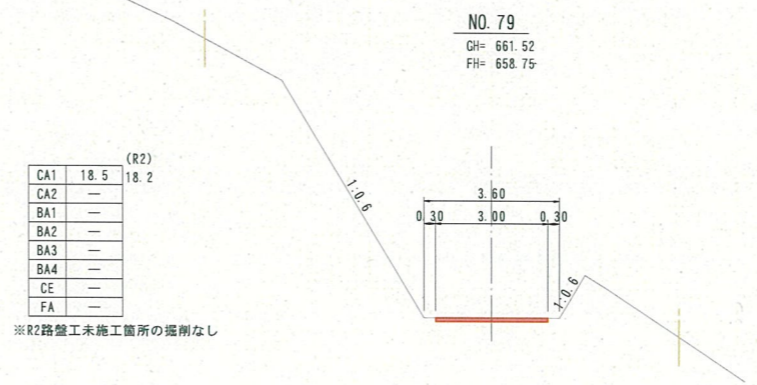 NO. 79
GH= 661.52
FH= 658.75
(R2)
CA1 18.5 18.2
CA2 —
BA1 —
BA2 —
BA3 —
BA4 —
CE —
FA —
※R2路盤工未施工箇所の掘削なし
1:0.6
3.60
0.30 3.00 0.30
1:0.6